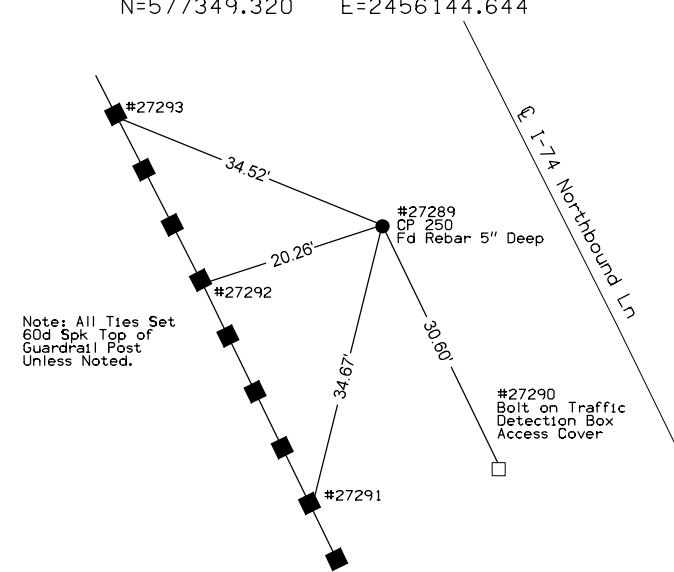 N=577349.320 E=2456144.644
#27293
℄ I-74 Northbound Ln
34.52'
#27289
CP 250
Fd Rebar 5" Deep
20.26'
#27292
Note: All Ties Set
60d Spk Top of
Guardrail Post
Unless Noted.
30.60'
34.67'
#27290
Bolt on Traffic
Detection Box
Access Cover
#27291